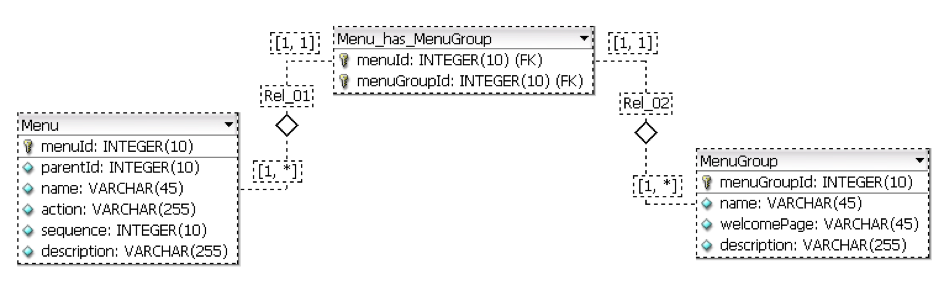 [1, 1]
Menu_has_MenuGroup
menuId: INTEGER(10) (FK)
menuGroupId: INTEGER(10) (FK)
[1, 1]
Rel_01
Rel_02
Menu
menuId: INTEGER(10)
parentId: INTEGER(10)
name: VARCHAR(45)
action: VARCHAR(255)
sequence: INTEGER(10)
description: VARCHAR(255)
[1, *]
[1, *]
MenuGroup
menuGroupId: INTEGER(10)
name: VARCHAR(45)
welcomePage: VARCHAR(45)
description: VARCHAR(255)